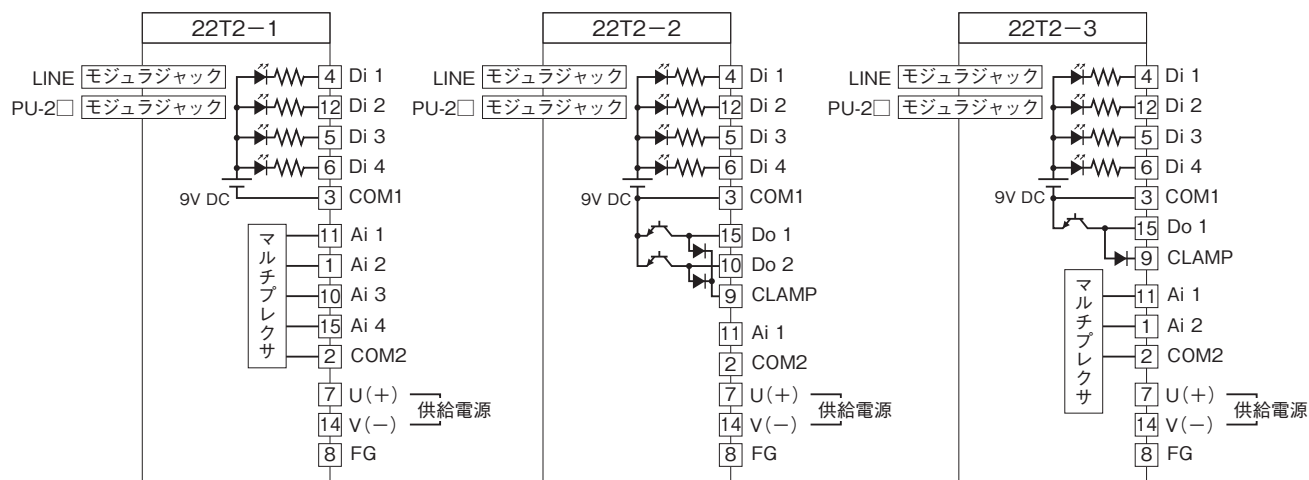 22T2−1
LINE モジュラジャック
PU-2□ モジュラジャック
4 Di 1
12 Di 2
5 Di 3
6 Di 4
9V DC
3 COM1
マルチプレクサ
11 Ai 1
1 Ai 2
10 Ai 3
15 Ai 4
2 COM2
7 U(+)
供給電源
14 V(−)
8 FG
22T2−2
LINE モジュラジャック
PU-2□ モジュラジャック
4 Di 1
12 Di 2
5 Di 3
6 Di 4
9V DC
3 COM1
15 Do 1
10 Do 2
9 CLAMP
11 Ai 1
2 COM2
7 U(+)
供給電源
14 V(−)
8 FG
22T2−3
LINE モジュラジャック
PU-2□ モジュラジャック
4 Di 1
12 Di 2
5 Di 3
6 Di 4
9V DC
3 COM1
15 Do 1
9 CLAMP
マルチプレクサ
11 Ai 1
1 Ai 2
2 COM2
7 U(+)
供給電源
14 V(−)
8 FG